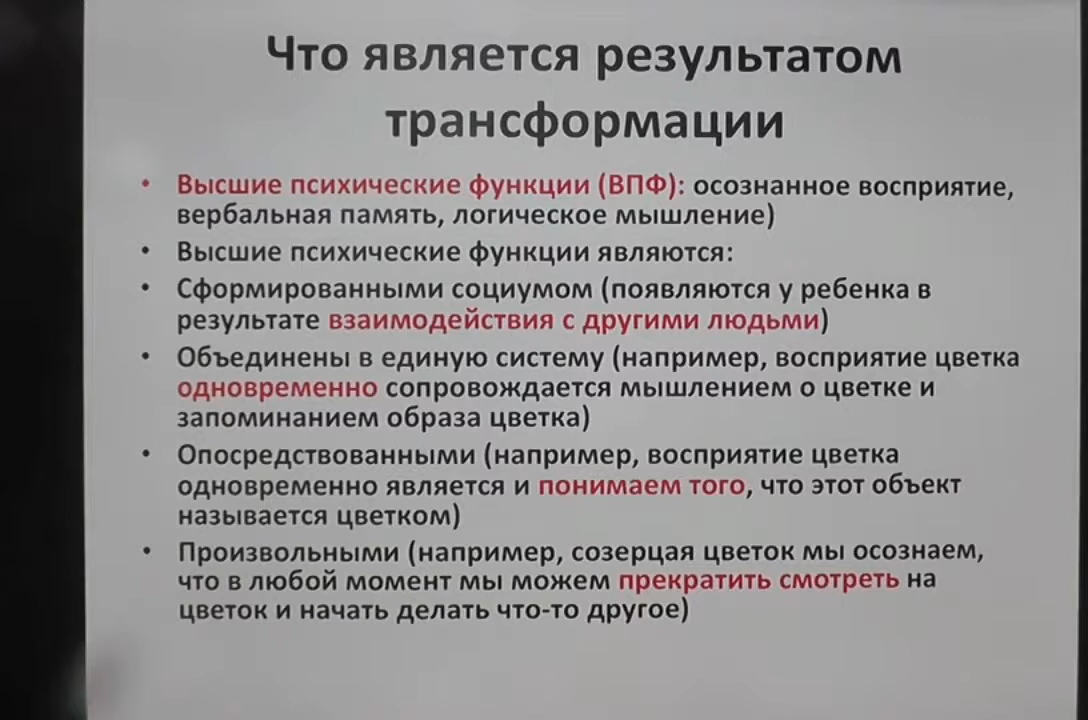 Что является результатом
трансформации
• Высшие психические функции (ВПФ): осознанное восприятие,
вербальная память, логическое мышление)
• Высшие психические функции являются:
• Сформированными социумом (появляются у ребенка в
результате взаимодействия с другими людьми)
• Объединены в единую систему (например, восприятие цветка
одновременно сопровождается мышлением о цветке и
запоминанием образа цветка)
• Опосредствованными (например, восприятие цветка
одновременно является и понимаем того, что этот объект
называется цветком)
• Произвольными (например, созерцая цветок мы осознаем,
что в любой момент мы можем прекратить смотреть на
цветок и начать делать что-то другое)